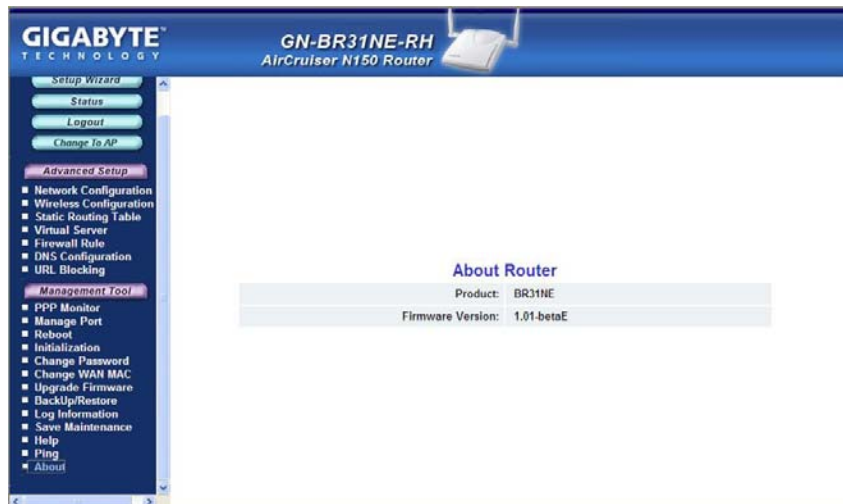 GIGABYTE™
TECHNOLOGY
GN-BR31NE-RH
AirCruiser N150 Router
Setup Wizard
Status
Logout
Change To AP
Advanced Setup
Network Configuration
Wireless Configuration
Static Routing Table
Virtual Server
Firewall Rule
DNS Configuration
URL Blocking
Management Tool
PPP Monitor
Manage Port
Reboot
Initialization
Change Password
Change WAN MAC
Upgrade Firmware
BackUp/Restore
Log Information
Save Maintenance
Help
Ping
About
About Router
Product: BR31NE
Firmware Version: 1.01-betaE